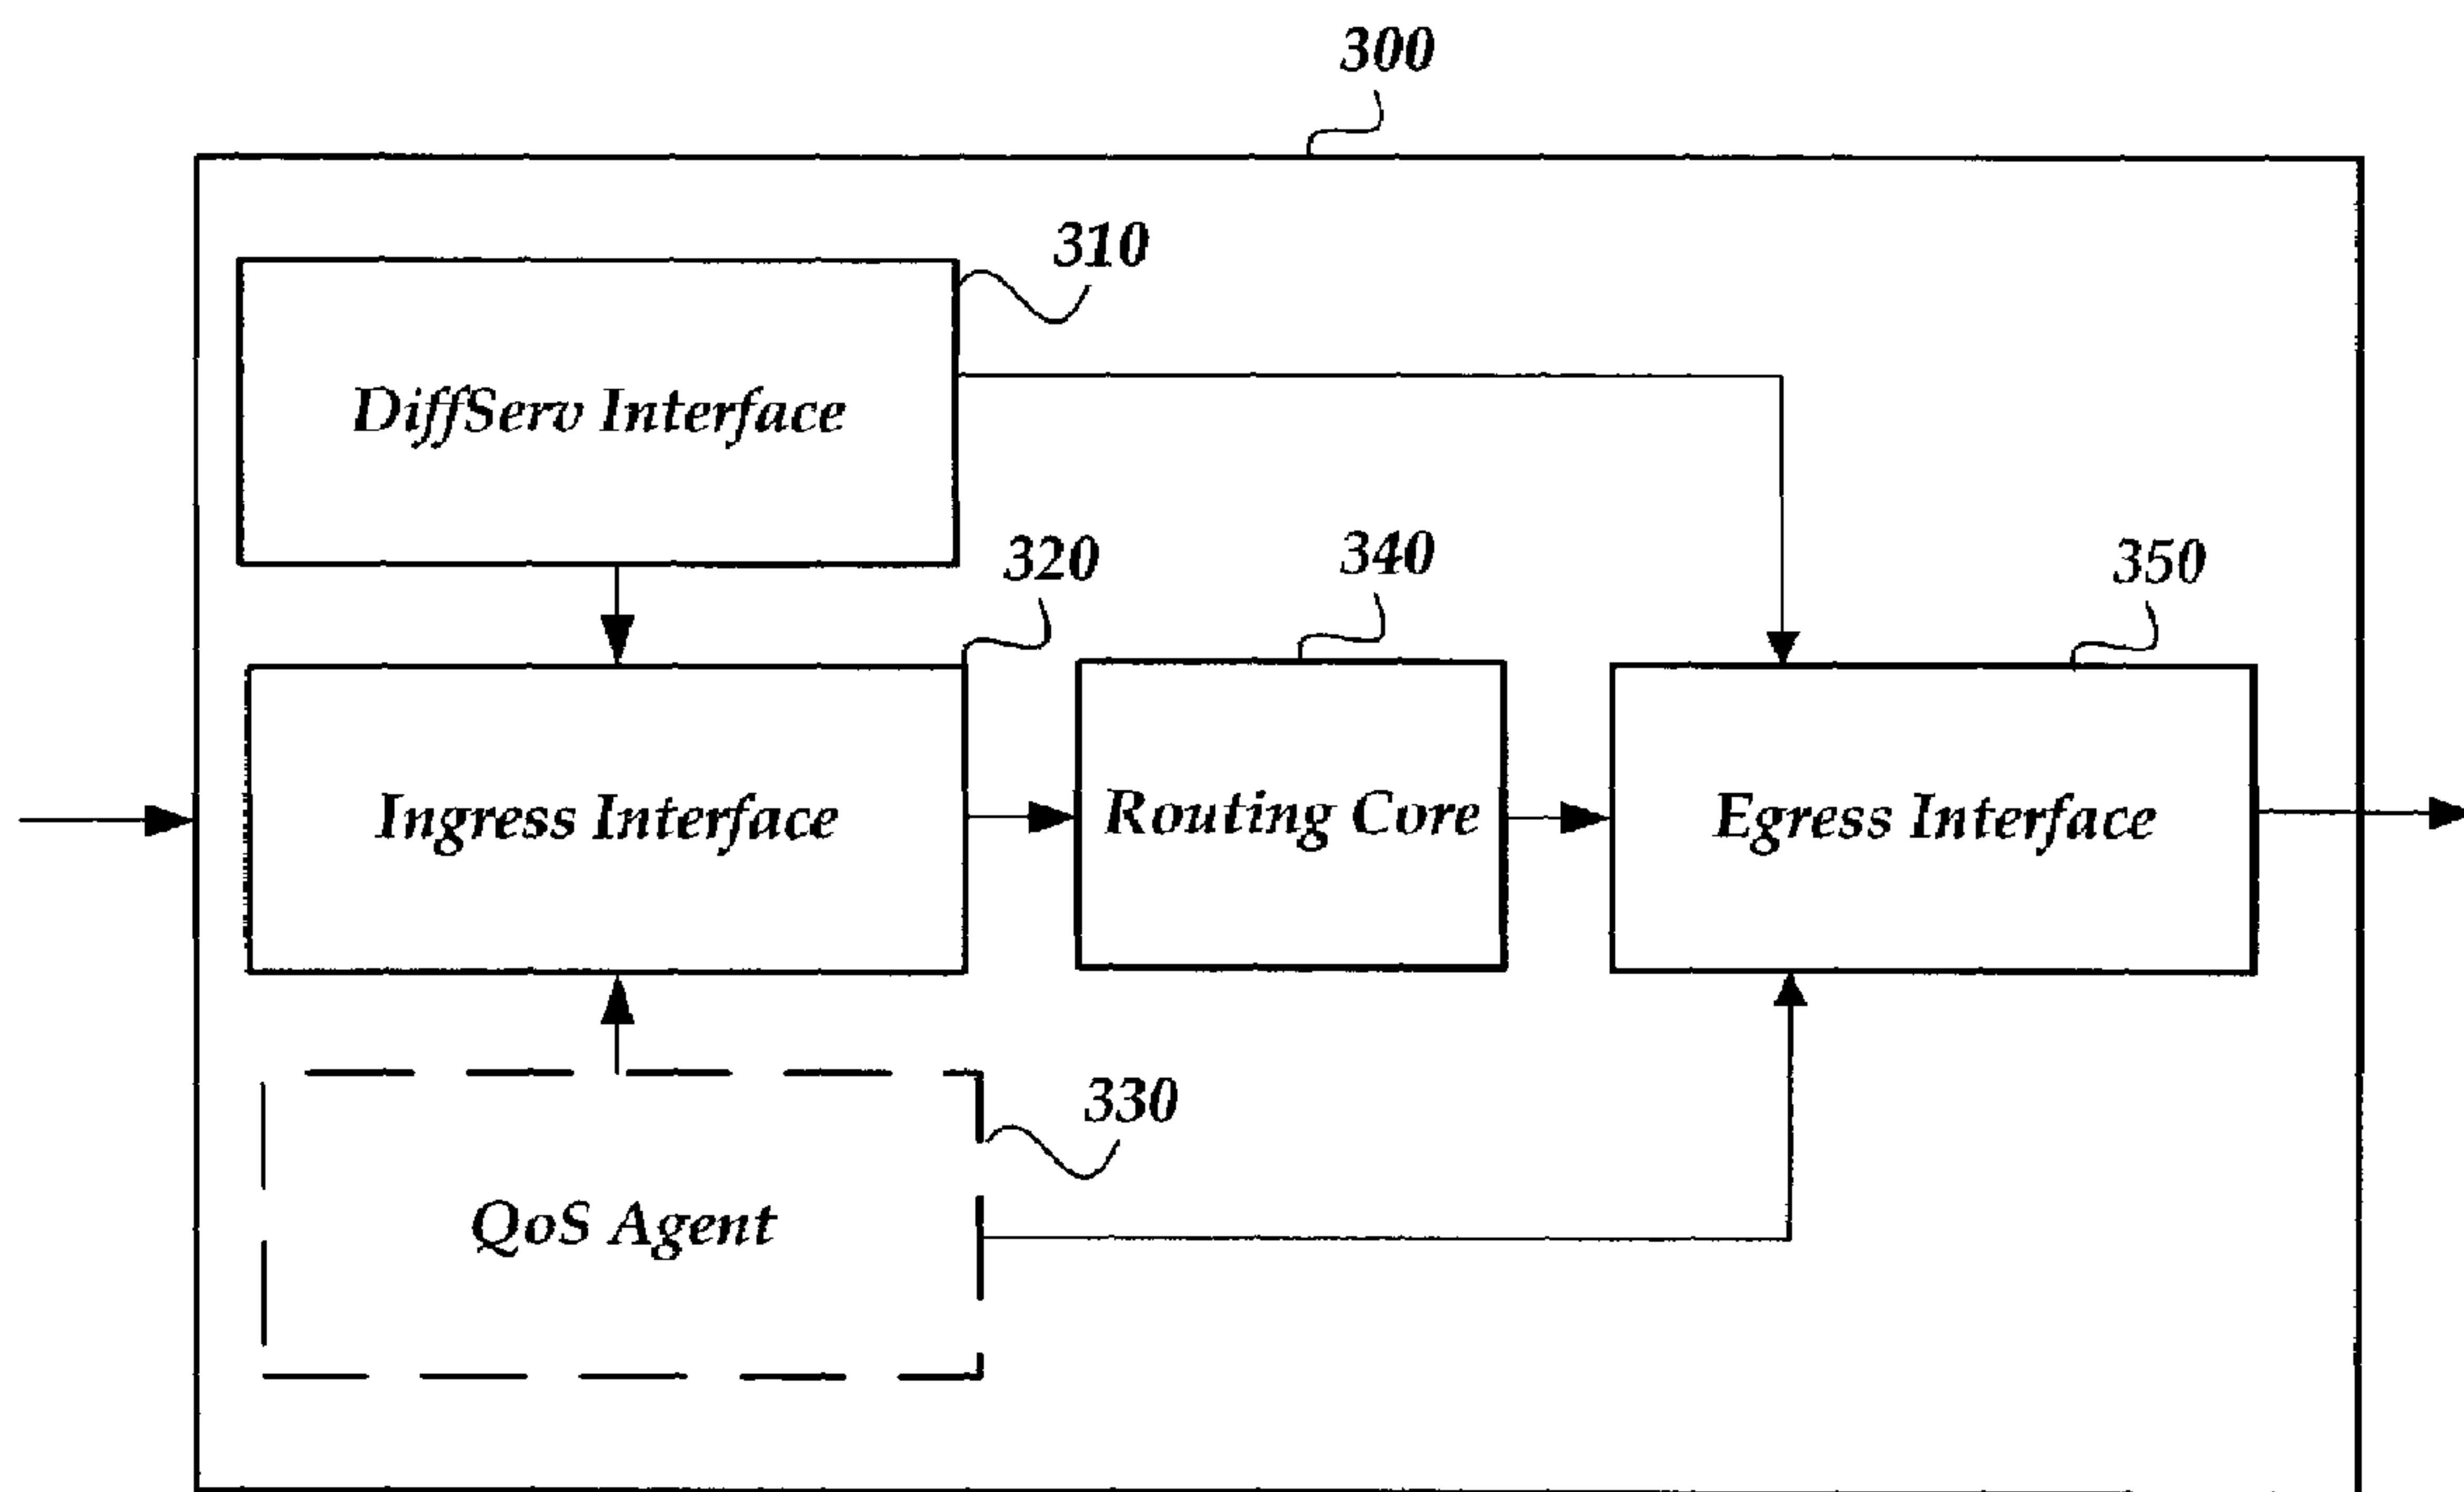 300
310
DiffServ Interface
320
340
350
Ingress Interface
Routing Core
Egress Interface
330
QoS Agent